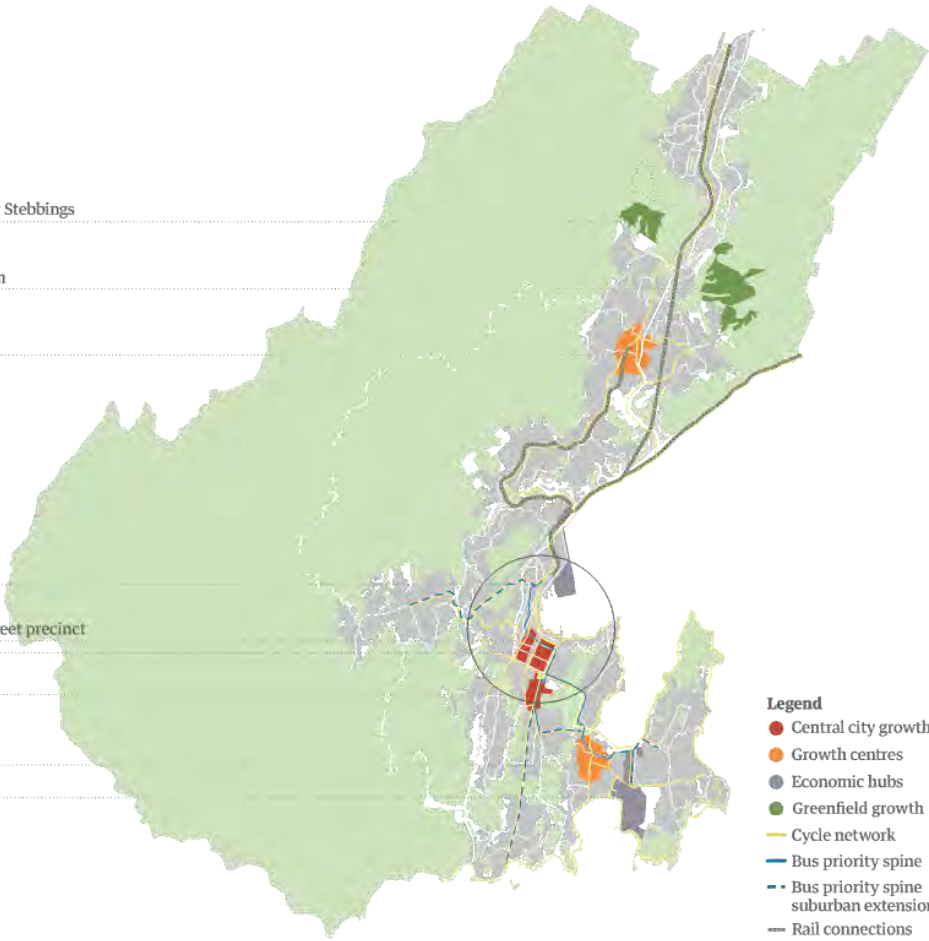 Stebbings
eet precinct
Legend
Central city growth
Growth centres
Economic hubs
Greenfield growth
Cycle network
Bus priority spine
Bus priority spine
suburban extension
Rail connections